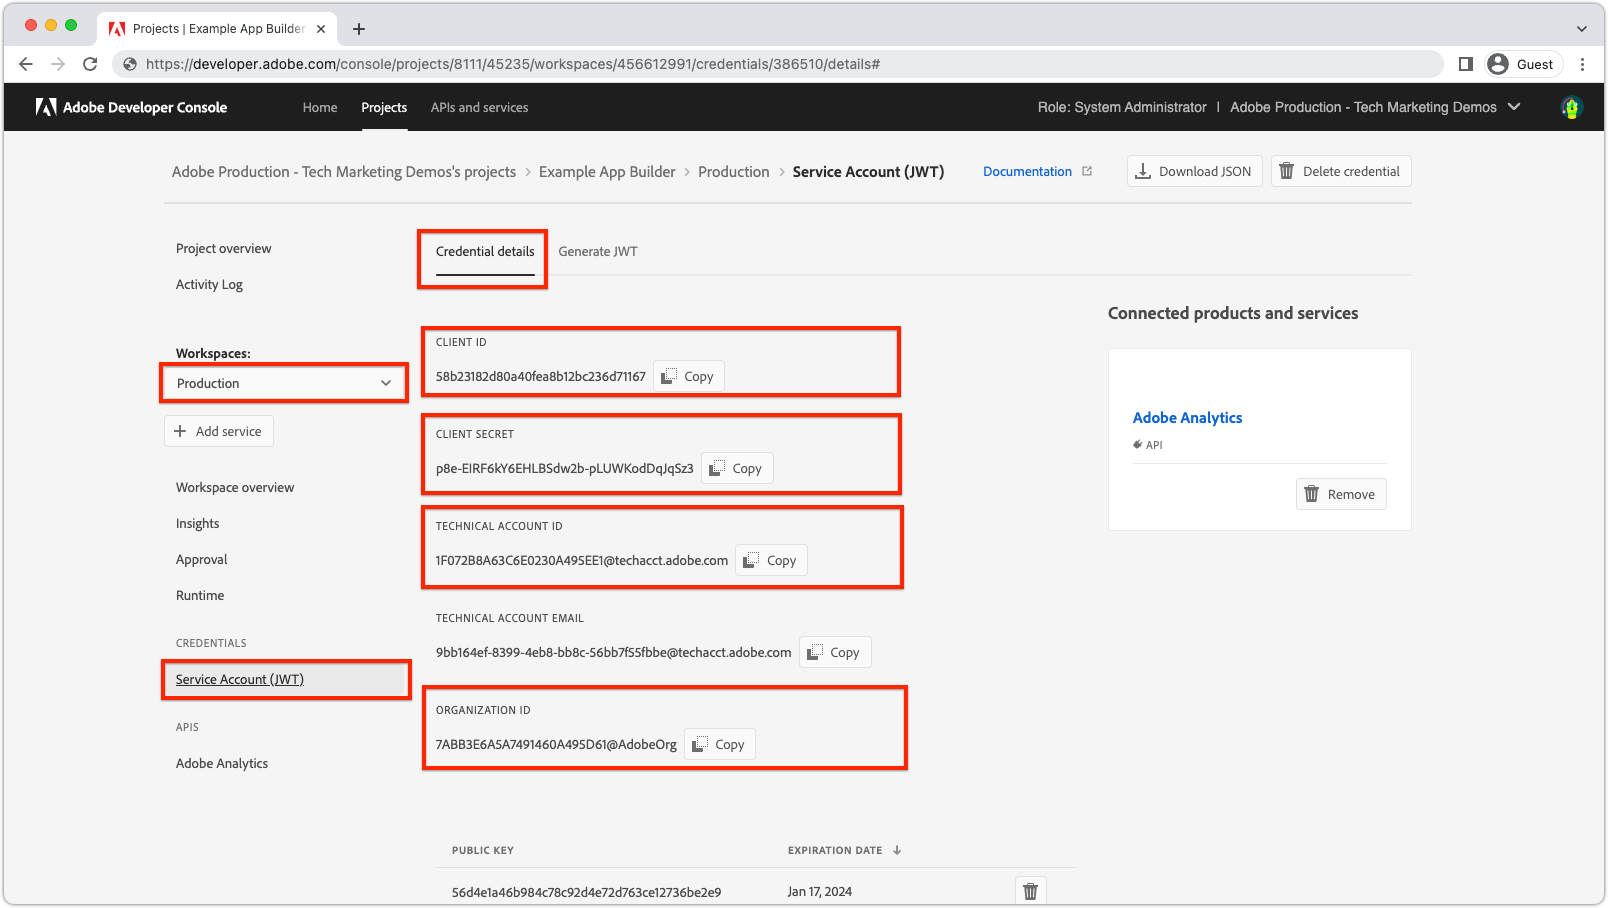 Projects | Example App Builder
https://developer.adobe.com/console/projects/8111/45235/workspaces/456612991/credentials/386510/details#
Guest
Adobe Developer Console
Home
Projects
APIs and services
Role: System Administrator | Adobe Production - Tech Marketing Demos
Adobe Production - Tech Marketing Demos's projects > Example App Builder > Production > Service Account (JWT)
Documentation
Download JSON
Delete credential
Project overview
Activity Log
Workspaces:
Production
Add service
Workspace overview
Insights
Approval
Runtime
CREDENTIALS
Service Account (JWT)
APIS
Adobe Analytics
Credential details
Generate JWT
CLIENT ID
58b23182d80a40fea8b12bc236d71167
Copy
CLIENT SECRET
p8e-EIRF6kY6EHLBSdw2b-pLUWKodDqJqSz3
Copy
TECHNICAL ACCOUNT ID
1F072B8A63C6E0230A495EE1@techacct.adobe.com
Copy
TECHNICAL ACCOUNT EMAIL
9bb164ef-8399-4eb8-bb8c-56bb7f55fbbe@techacct.adobe.com
Copy
ORGANIZATION ID
7ABB3E6A5A7491460A495D61@AdobeOrg
Copy
PUBLIC KEY
EXPIRATION DATE
56d4e1a46b984c78c92d4e72d763ce12736be2e9
Jan 17, 2024
Connected products and services
Adobe Analytics
API
Remove